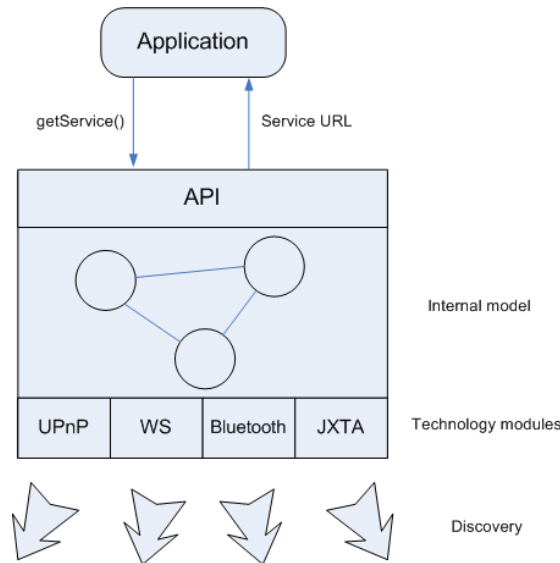 Application
getService()
Service URL
API
Internal model
UPnP
WS
Bluetooth
JXTA
Technology modules
Discovery